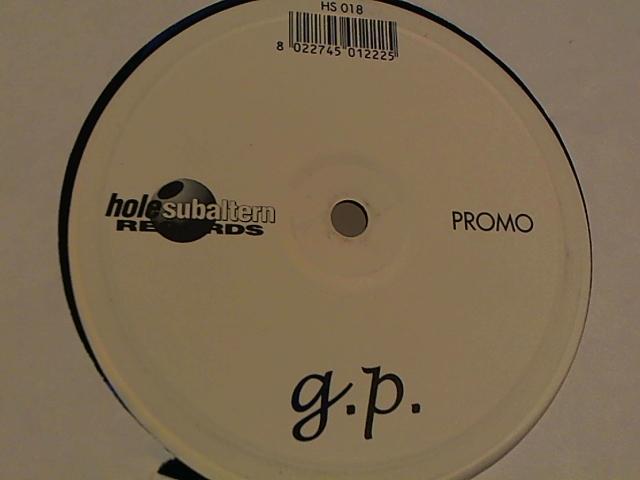 HS 018
8 022745 012225
hole subaltern
RECORDS
PROMO
g.p.